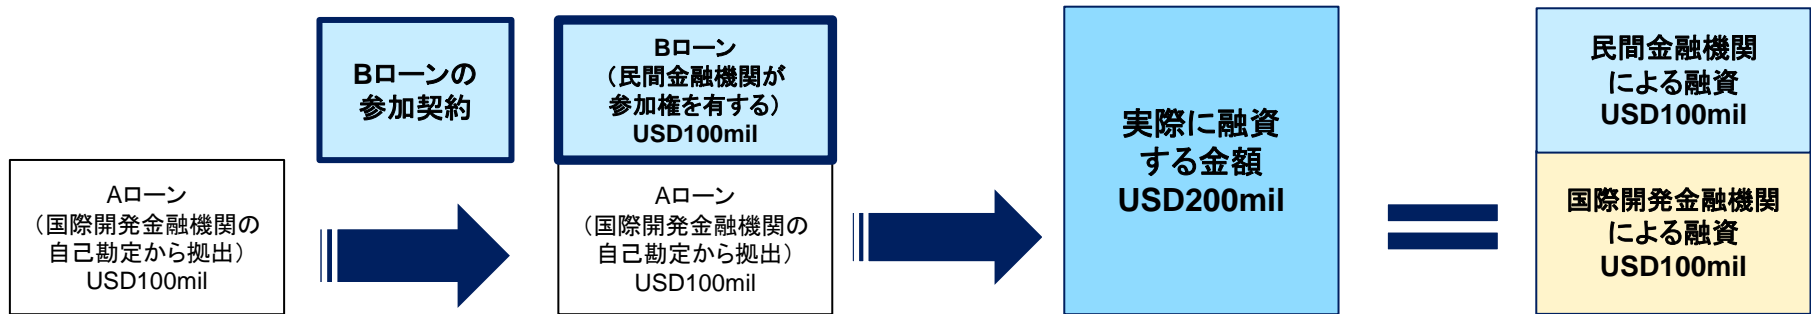 Aローン
（国際開発金融機関の
自己勘定から拠出）
USD100mil
Bローンの
参加契約
Bローン
（民間金融機関が
参加権を有する）
USD100mil
Aローン
（国際開発金融機関の
自己勘定から拠出）
USD100mil
実際に融資
する金額
USD200mil
民間金融機関
による融資
USD100mil
国際開発金融機関
による融資
USD100mil